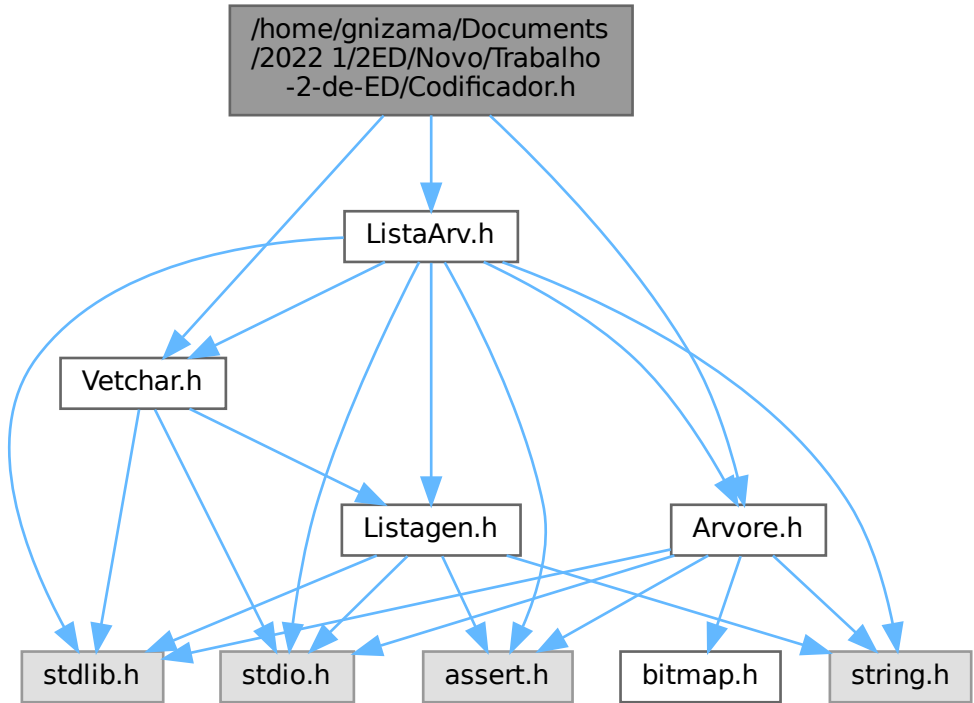 /home/gnizama/Documents
/2022 1/2ED/Novo/Trabalho
-2-de-ED/Codificador.h
ListaArv.h
Vetchar.h
Listagen.h
Arvore.h
stdlib.h
stdio.h
assert.h
bitmap.h
string.h